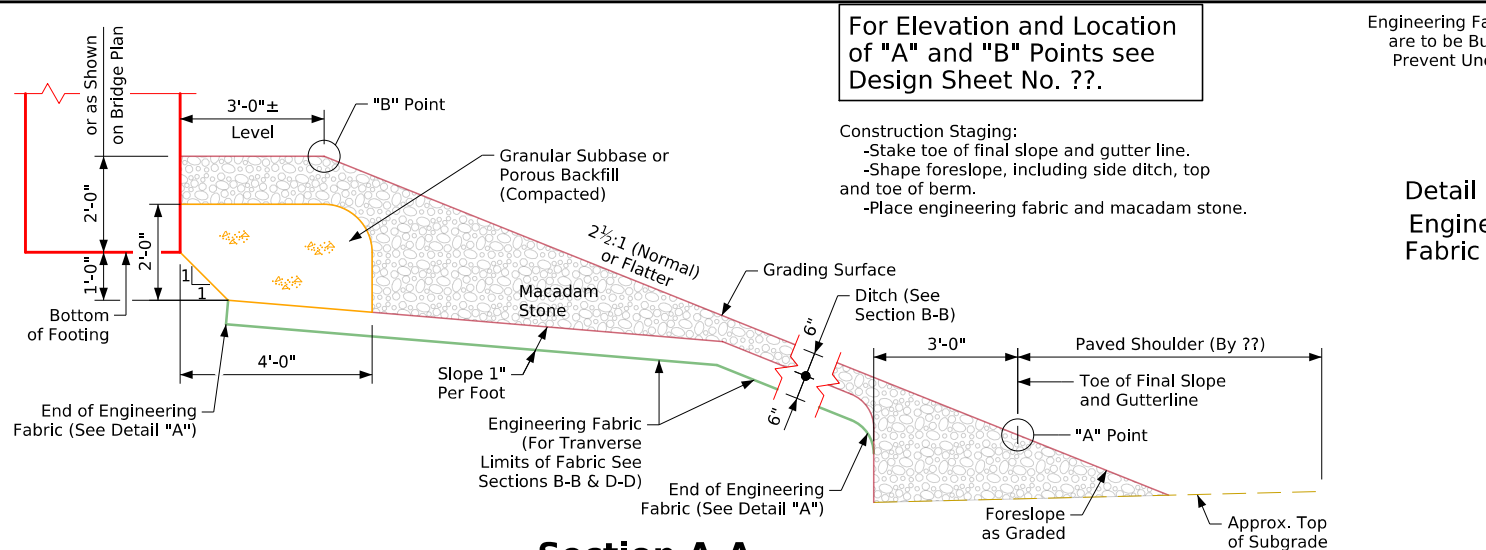 or as Shown
on Bridge Plan
3'-0"±
Level
"B" Point
Granular Subbase or
Porous Backfill
(Compacted)
2'-0"
2'-0"
1'-0"
1
1
Bottom
of Footing
4'-0"
End of Engineering
Fabric (See Detail "A")
2½:1 (Normal)
or Flatter
Macadam
Stone
Slope 1"
Per Foot
Engineering Fabric
(For Tranverse
Limits of Fabric See
Sections B-B & D-D)
Grading Surface
Ditch (See
Section B-B)
6"
6"
End of Engineering
Fabric (See Detail "A")
3'-0"
Paved Shoulder (By ??)
Toe of Final Slope
and Gutterline
"A" Point
Foreslope
as Graded
Approx. Top
of Subgrade
For Elevation and Location
of "A" and "B" Points see
Design Sheet No. ??.
Construction Staging:
-Stake toe of final slope and gutter line.
-Shape foreslope, including side ditch, top
and toe of berm.
-Place engineering fabric and macadam stone.
Engineering Fa
are to be Bu
Prevent Und
Detail
Engine
Fabric
Section A-A